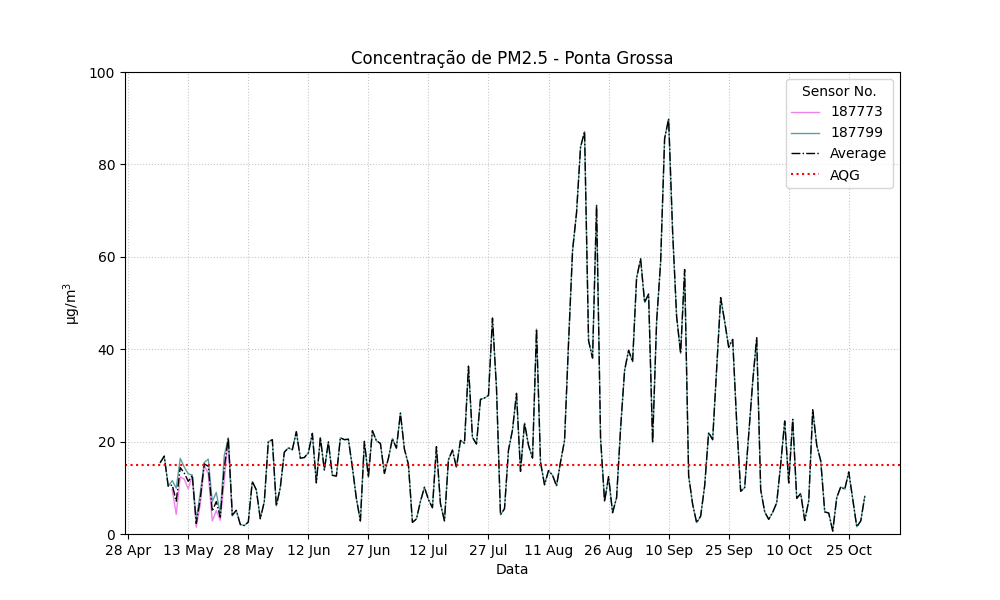 Concentração de PM2.5 - Ponta Grossa
100
80
60
40
20
0
µg/m³
Sensor No.
187773
187799
Average
AQG
28 Apr 13 May 28 May 12 Jun 27 Jun 12 Jul 27 Jul 11 Aug 26 Aug 10 Sep 25 Sep 10 Oct 25 Oct
Data